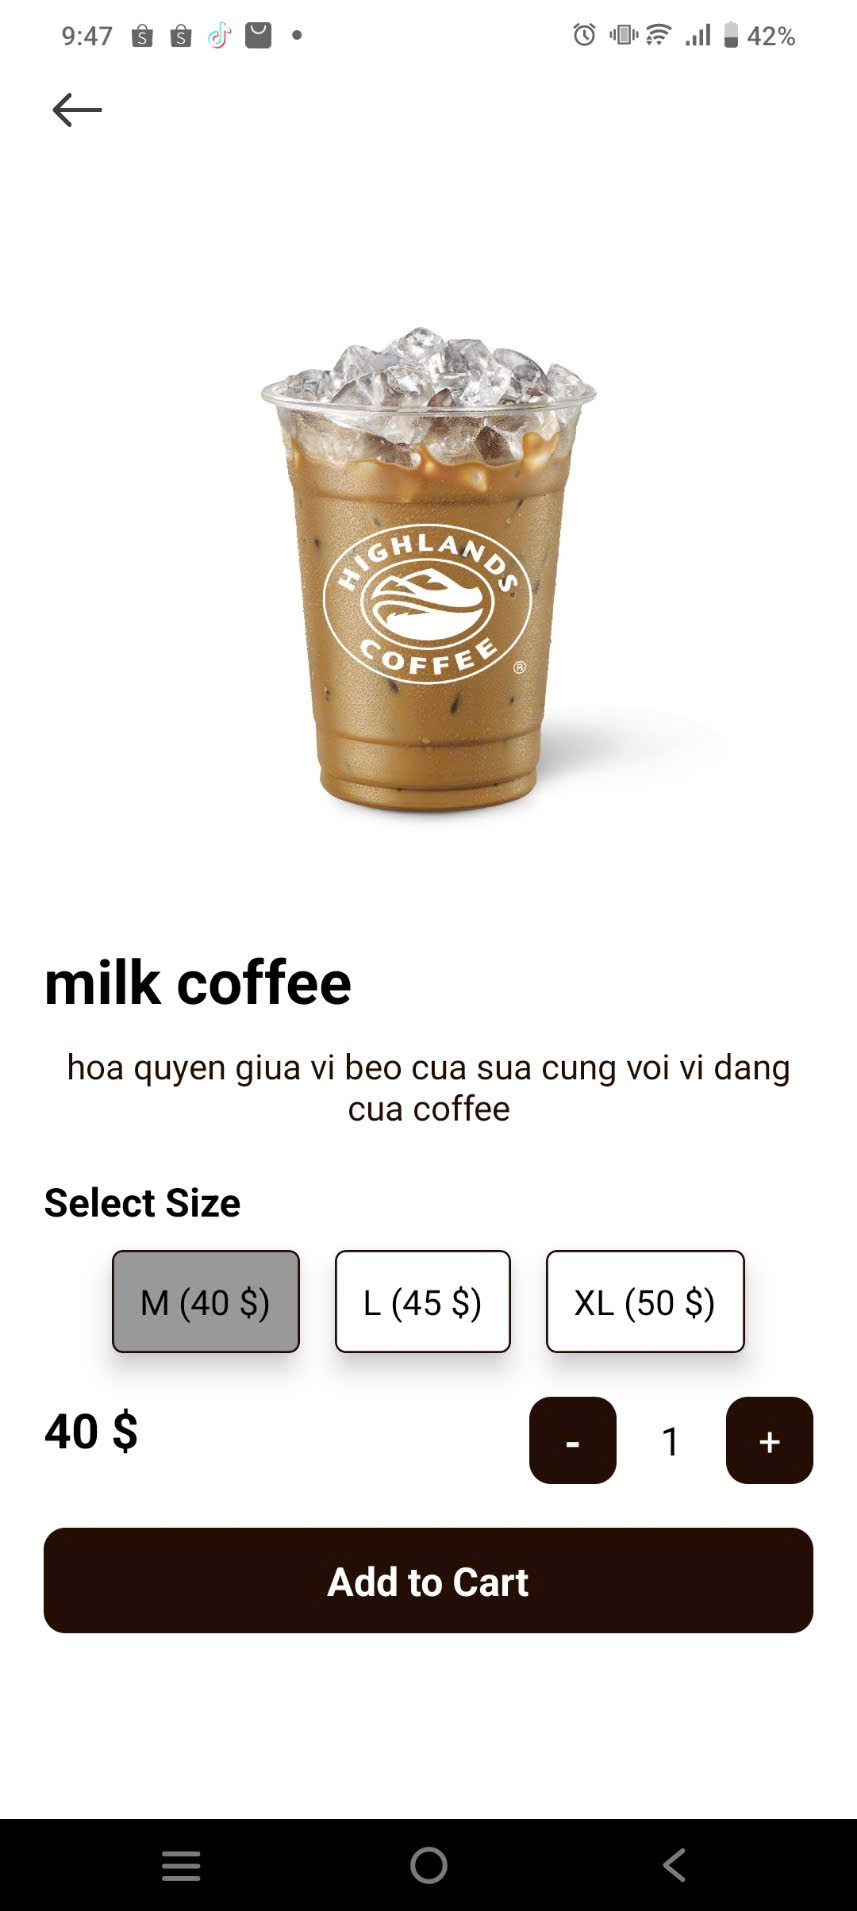 9:47
42%
HIGHLANDS
COFFEE ®
milk coffee
hoa quyen giua vi beo cua sua cung voi vi dang
cua coffee
Select Size
M (40 $) L (45 $) XL (50 $)
40 $ - 1 +
Add to Cart